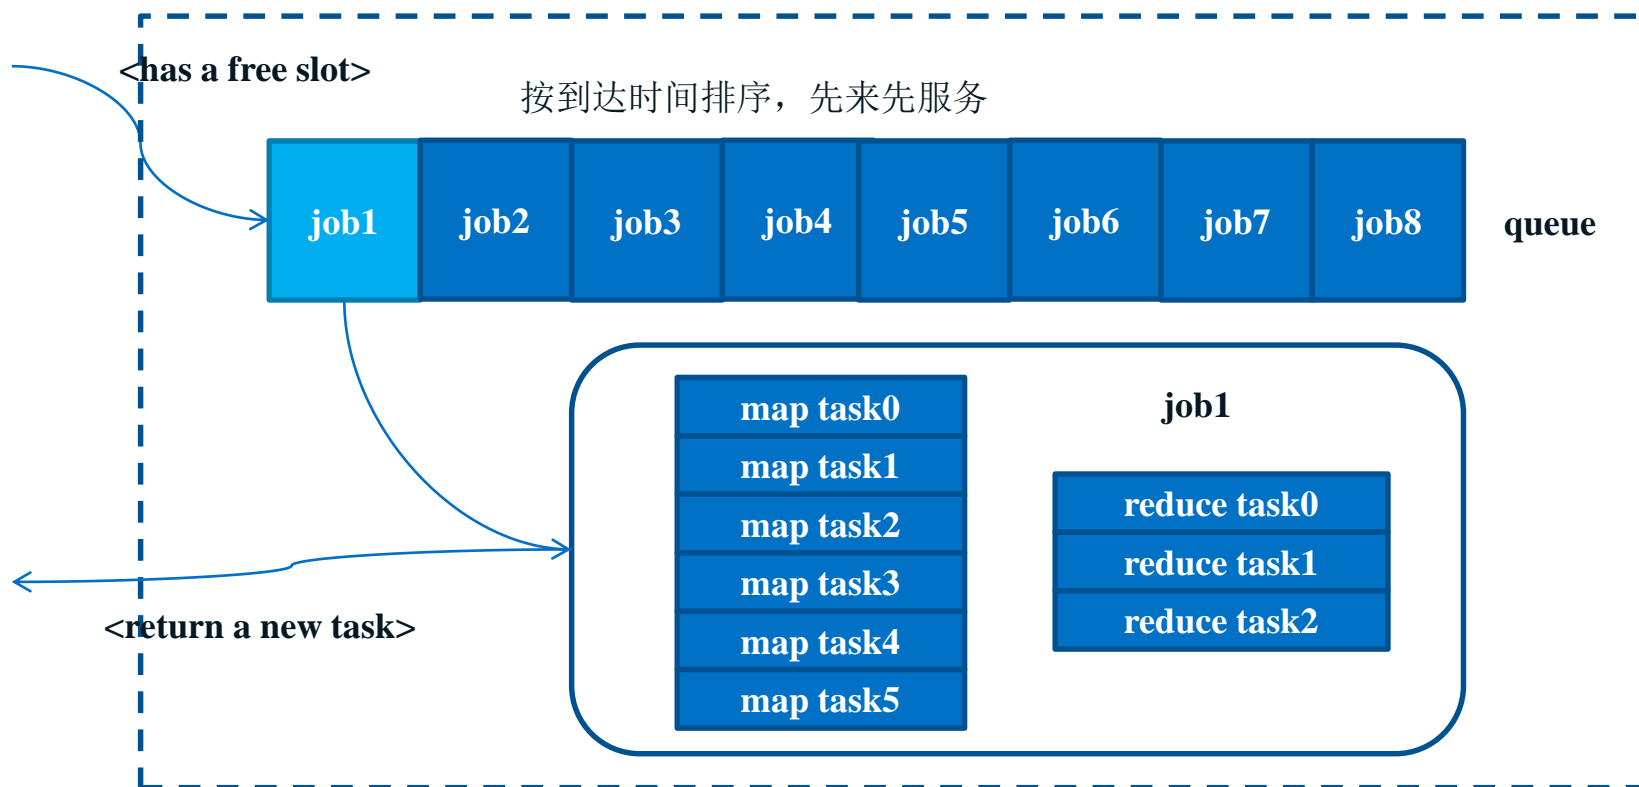 <has a free slot>
按到达时间排序，先来先服务
job1
job2
job3
job4
job5
job6
job7
job8
queue
map task0
map task1
map task2
map task3
map task4
map task5
job1
reduce task0
reduce task1
reduce task2
<return a new task>